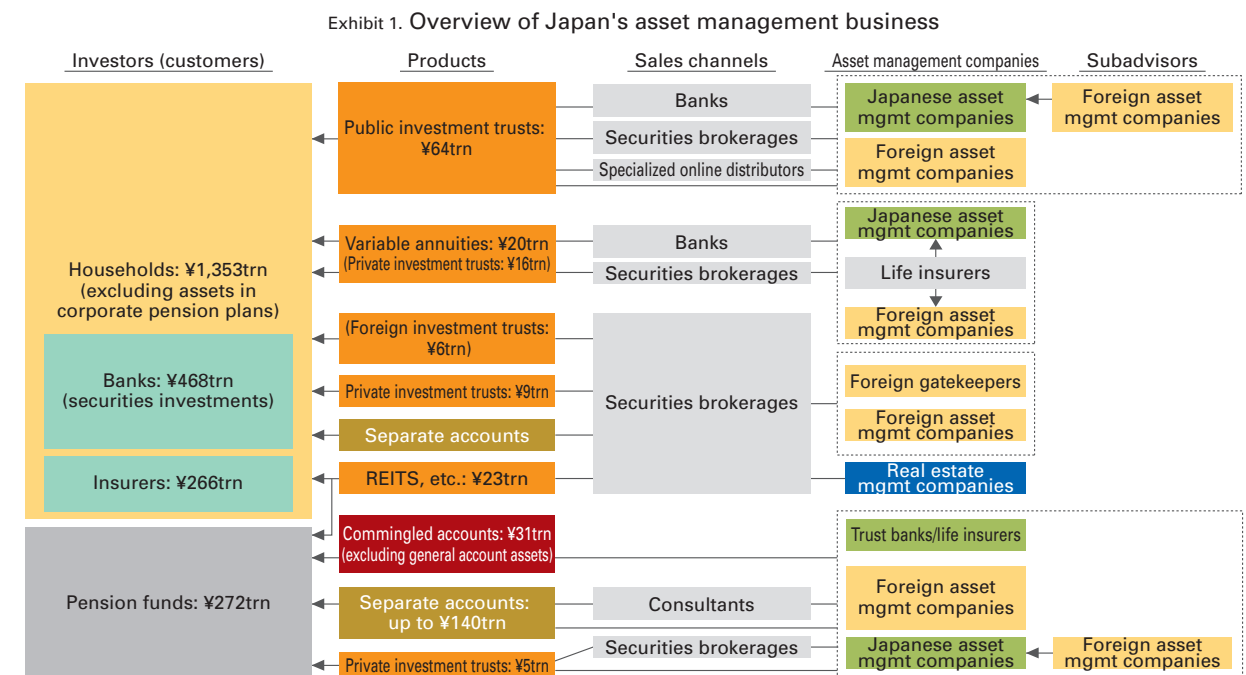 Exhibit 1. Overview of Japan's asset management business
Investors (customers)
Products
Sales channels
Asset management companies
Subadvisors
Households: ¥1,353trn
(excluding assets in
corporate pension plans)
Banks: ¥468trn
(securities investments)
Insurers: ¥266trn
Pension funds: ¥272trn
Public investment trusts:
¥64trn
Variable annuities: ¥20trn
(Private investment trusts: ¥16trn)
(Foreign investment trusts:
¥6trn)
Private investment trusts: ¥9trn
Separate accounts
REITS, etc.: ¥23trn
Commingled accounts: ¥31trn
(excluding general account assets)
Separate accounts:
up to ¥140trn
Private investment trusts: ¥5trn
Banks
Securities brokerages
Specialized online distributors
Banks
Securities brokerages
Securities brokerages
Consultants
Securities brokerages
Japanese asset
mgmt companies
Foreign asset
mgmt companies
Japanese asset
mgmt companies
Life insurers
Foreign asset
mgmt companies
Foreign gatekeepers
Foreign asset
mgmt companies
Real estate
mgmt companies
Trust banks/life insurers
Foreign asset
mgmt companies
Japanese asset
mgmt companies
Foreign asset
mgmt companies
Foreign asset
mgmt companies